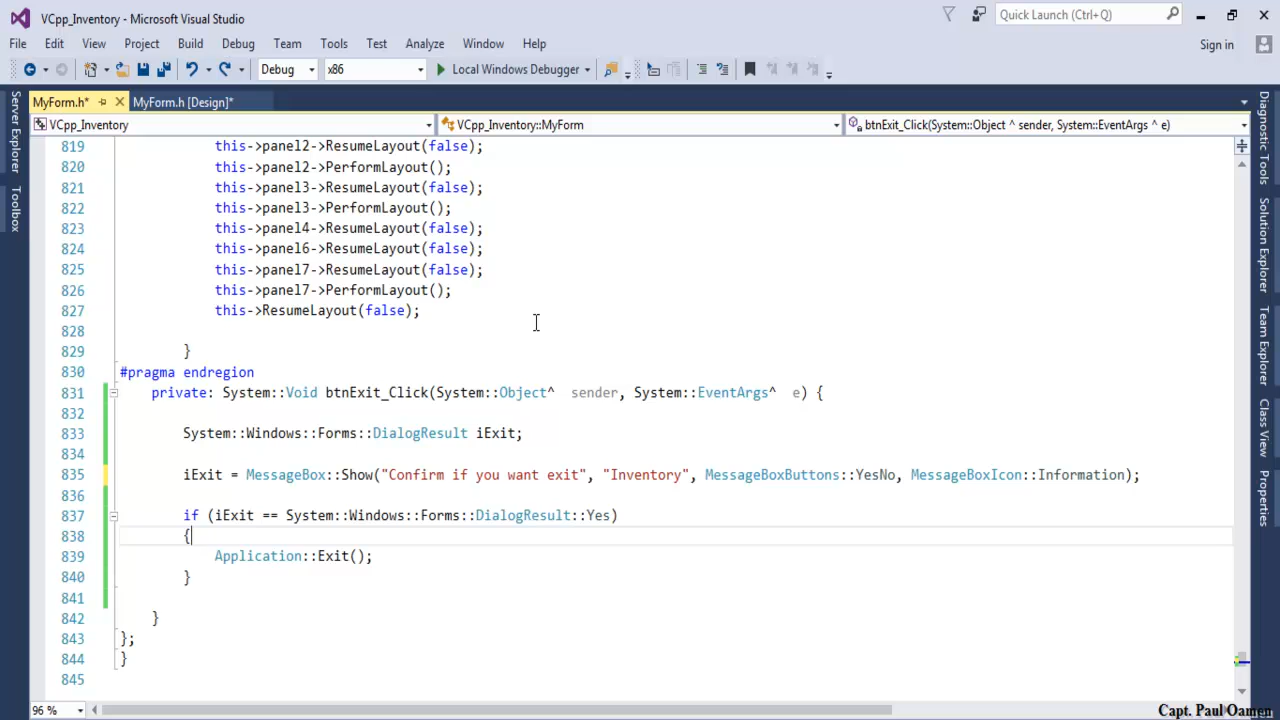 VCpp_Inventory - Microsoft Visual Studio
Quick Launch (Ctrl+Q)
File Edit View Project Build Debug Team Tools Test Analyze Window Help
Sign in
Debug x86 Local Windows Debugger
MyForm.h* MyForm.h [Design]*
VCpp_Inventory VCpp_Inventory::MyForm btnExit_Click(System::Object ^ sender, System::EventArgs ^ e)
Server Explorer
Toolbox
819 this->panel2->ResumeLayout(false);
820 this->panel2->PerformLayout();
821 this->panel3->ResumeLayout(false);
822 this->panel3->PerformLayout();
823 this->panel4->ResumeLayout(false);
824 this->panel6->ResumeLayout(false);
825 this->panel7->ResumeLayout(false);
826 this->panel7->PerformLayout();
827 this->ResumeLayout(false);
828
829 }
830 #pragma endregion
831 private: System::Void btnExit_Click(System::Object^  sender, System::EventArgs^  e) {
832
833 System::Windows::Forms::DialogResult iExit;
834
835 iExit = MessageBox::Show("Confirm if you want exit", "Inventory", MessageBoxButtons::YesNo, MessageBoxIcon::Information);
836
837 if (iExit == System::Windows::Forms::DialogResult::Yes)
838 {
839 Application::Exit();
840 }
841
842 }
843 };
844 }
845
96 %
Diagnostic Tools
Solution Explorer
Team Explorer
Class View
Properties
Capt. Paul Oamen